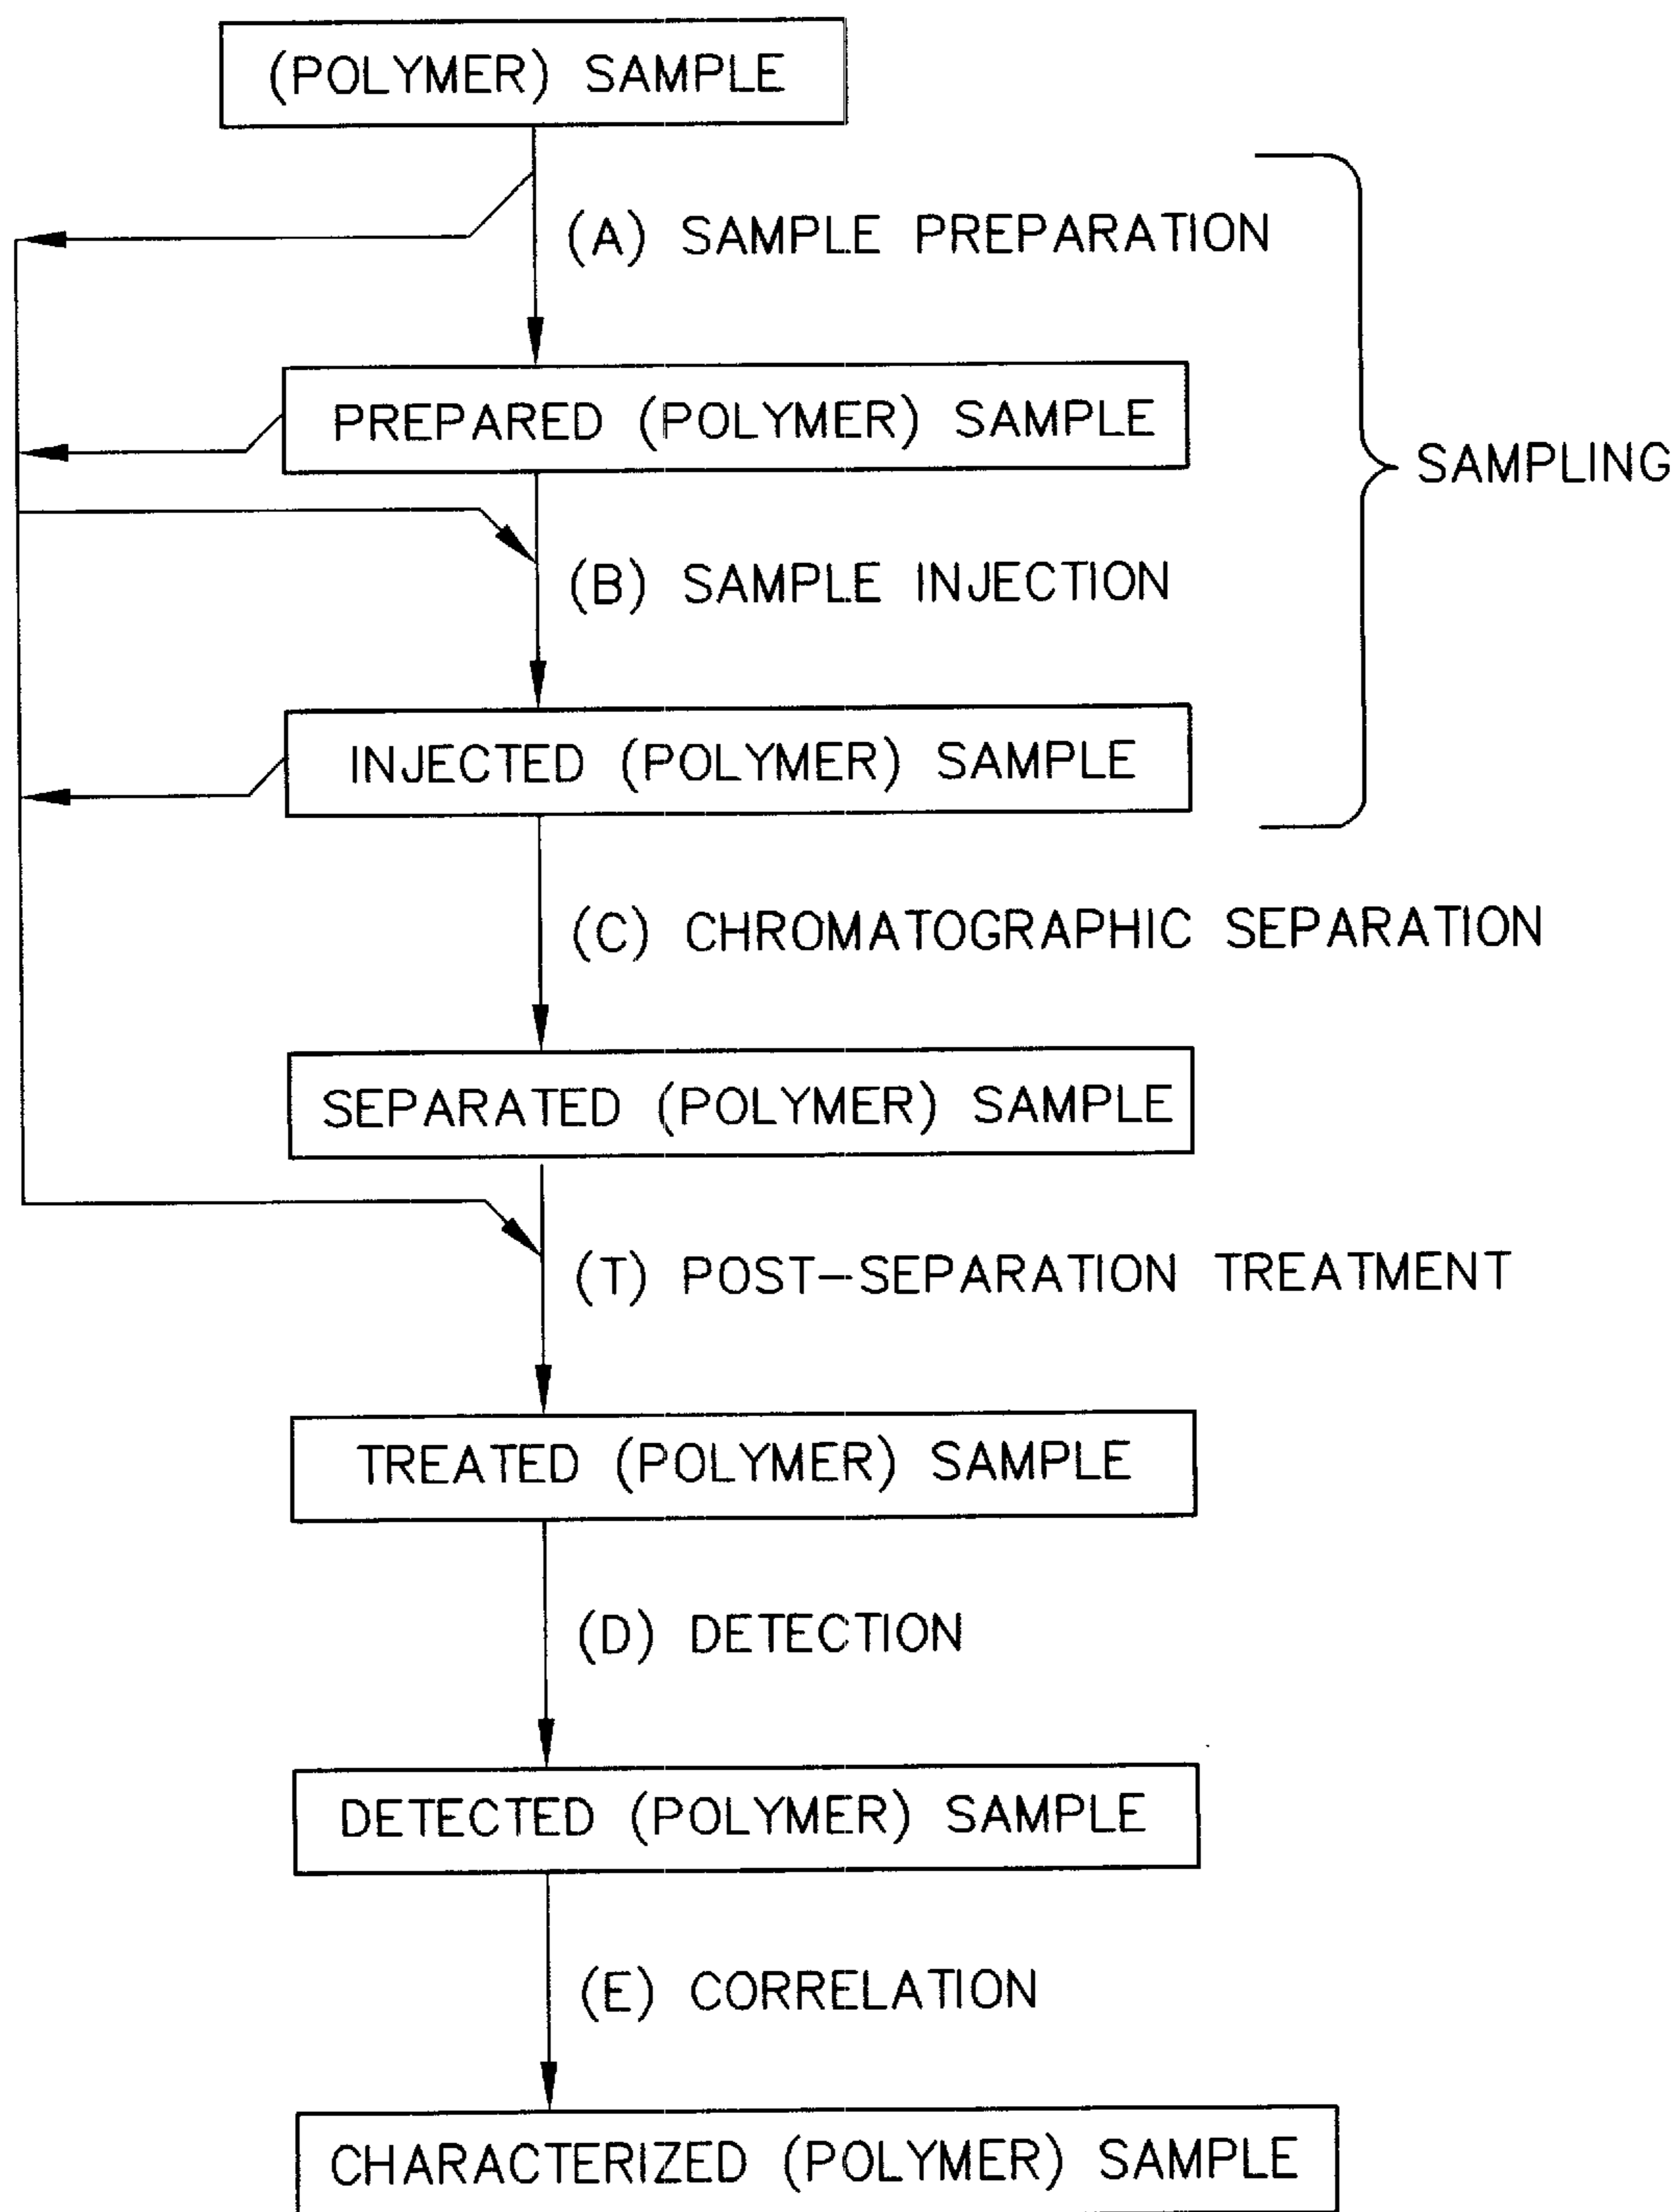 (POLYMER) SAMPLE
(A) SAMPLE PREPARATION
PREPARED (POLYMER) SAMPLE
SAMPLING
(B) SAMPLE INJECTION
INJECTED (POLYMER) SAMPLE
(C) CHROMATOGRAPHIC SEPARATION
SEPARATED (POLYMER) SAMPLE
(T) POST-SEPARATION TREATMENT
TREATED (POLYMER) SAMPLE
(D) DETECTION
DETECTED (POLYMER) SAMPLE
(E) CORRELATION
CHARACTERIZED (POLYMER) SAMPLE